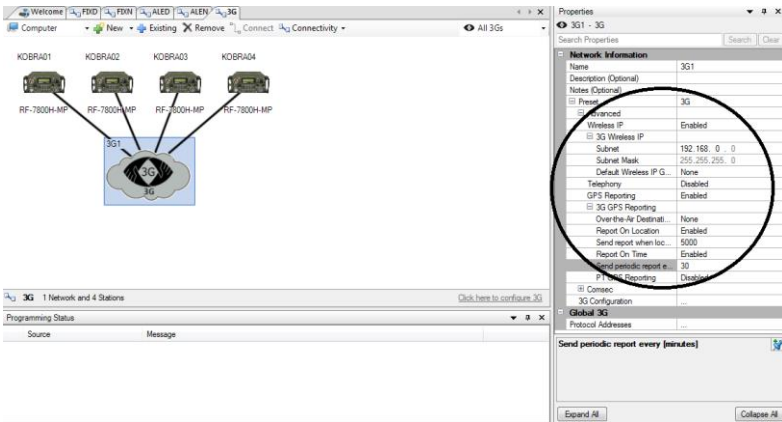 Welcome FIXD FIXN ALED ALEN 3G
Computer New Existing Remove Connect Connectivity All 3Gs
KOBRA01 KOBRA02 KOBRA03 KOBRA04
RF-7800H-MP RF-7800H-MP RF-7800H-MP RF-7800H-MP
3G1
3G
3G
3G 1 Network and 4 Stations Click here to configure 3G
Programming Status
Source Message
Properties
3G1 - 3G
Search Properties Search Clear
Network Information
Name 3G1
Description (Optional)
Notes (Optional)
Preset 3G
Advanced
Wireless IP Enabled
3G Wireless IP
Subnet 192.168. 0 . 0
Subnet Mask 255.255.255. 0
Default Wireless IP G... None
Telephony Disabled
GPS Reporting Enabled
3G GPS Reporting
Over-the-Air Destinati... None
Report On Location Enabled
Send report when loc... 5000
Report On Time Enabled
Send periodic report e... 30
PT GPS Reporting Disabled
Comsec
3G Configuration ...
Global 3G
Protocol Addresses ...
Send periodic report every [minutes]
Expand All Collapse All